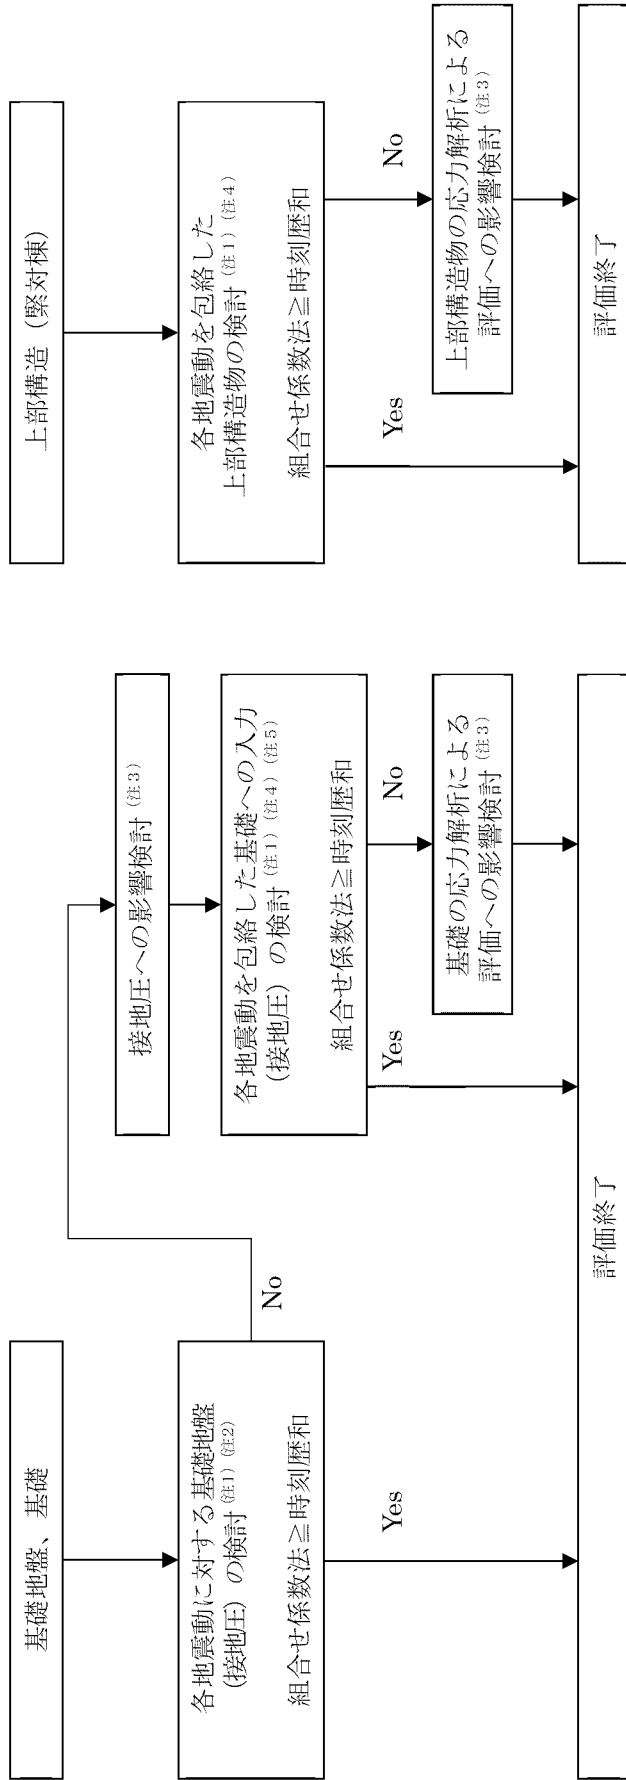 基礎地盤、基礎
各地震動に対する基礎地盤
(接地圧）の検討（注1）（注2）
組合せ係数法≧時刻歴和
Yes
No
接地圧への影響検討（注3）
各地震動を包絡した基礎への入力
(接地圧）の検討（注1）（注4）（注5）
組合せ係数法≧時刻歴和
Yes
No
基礎の応力解析による
評価への影響検討（注3）
評価終了
上部構造（緊対棟）
各地震動を包絡した
上部構造物の検討（注1）（注4）
組合せ係数法≧時刻歴和
Yes
No
上部構造物の応力解析による
評価への影響検討（注3）
評価終了